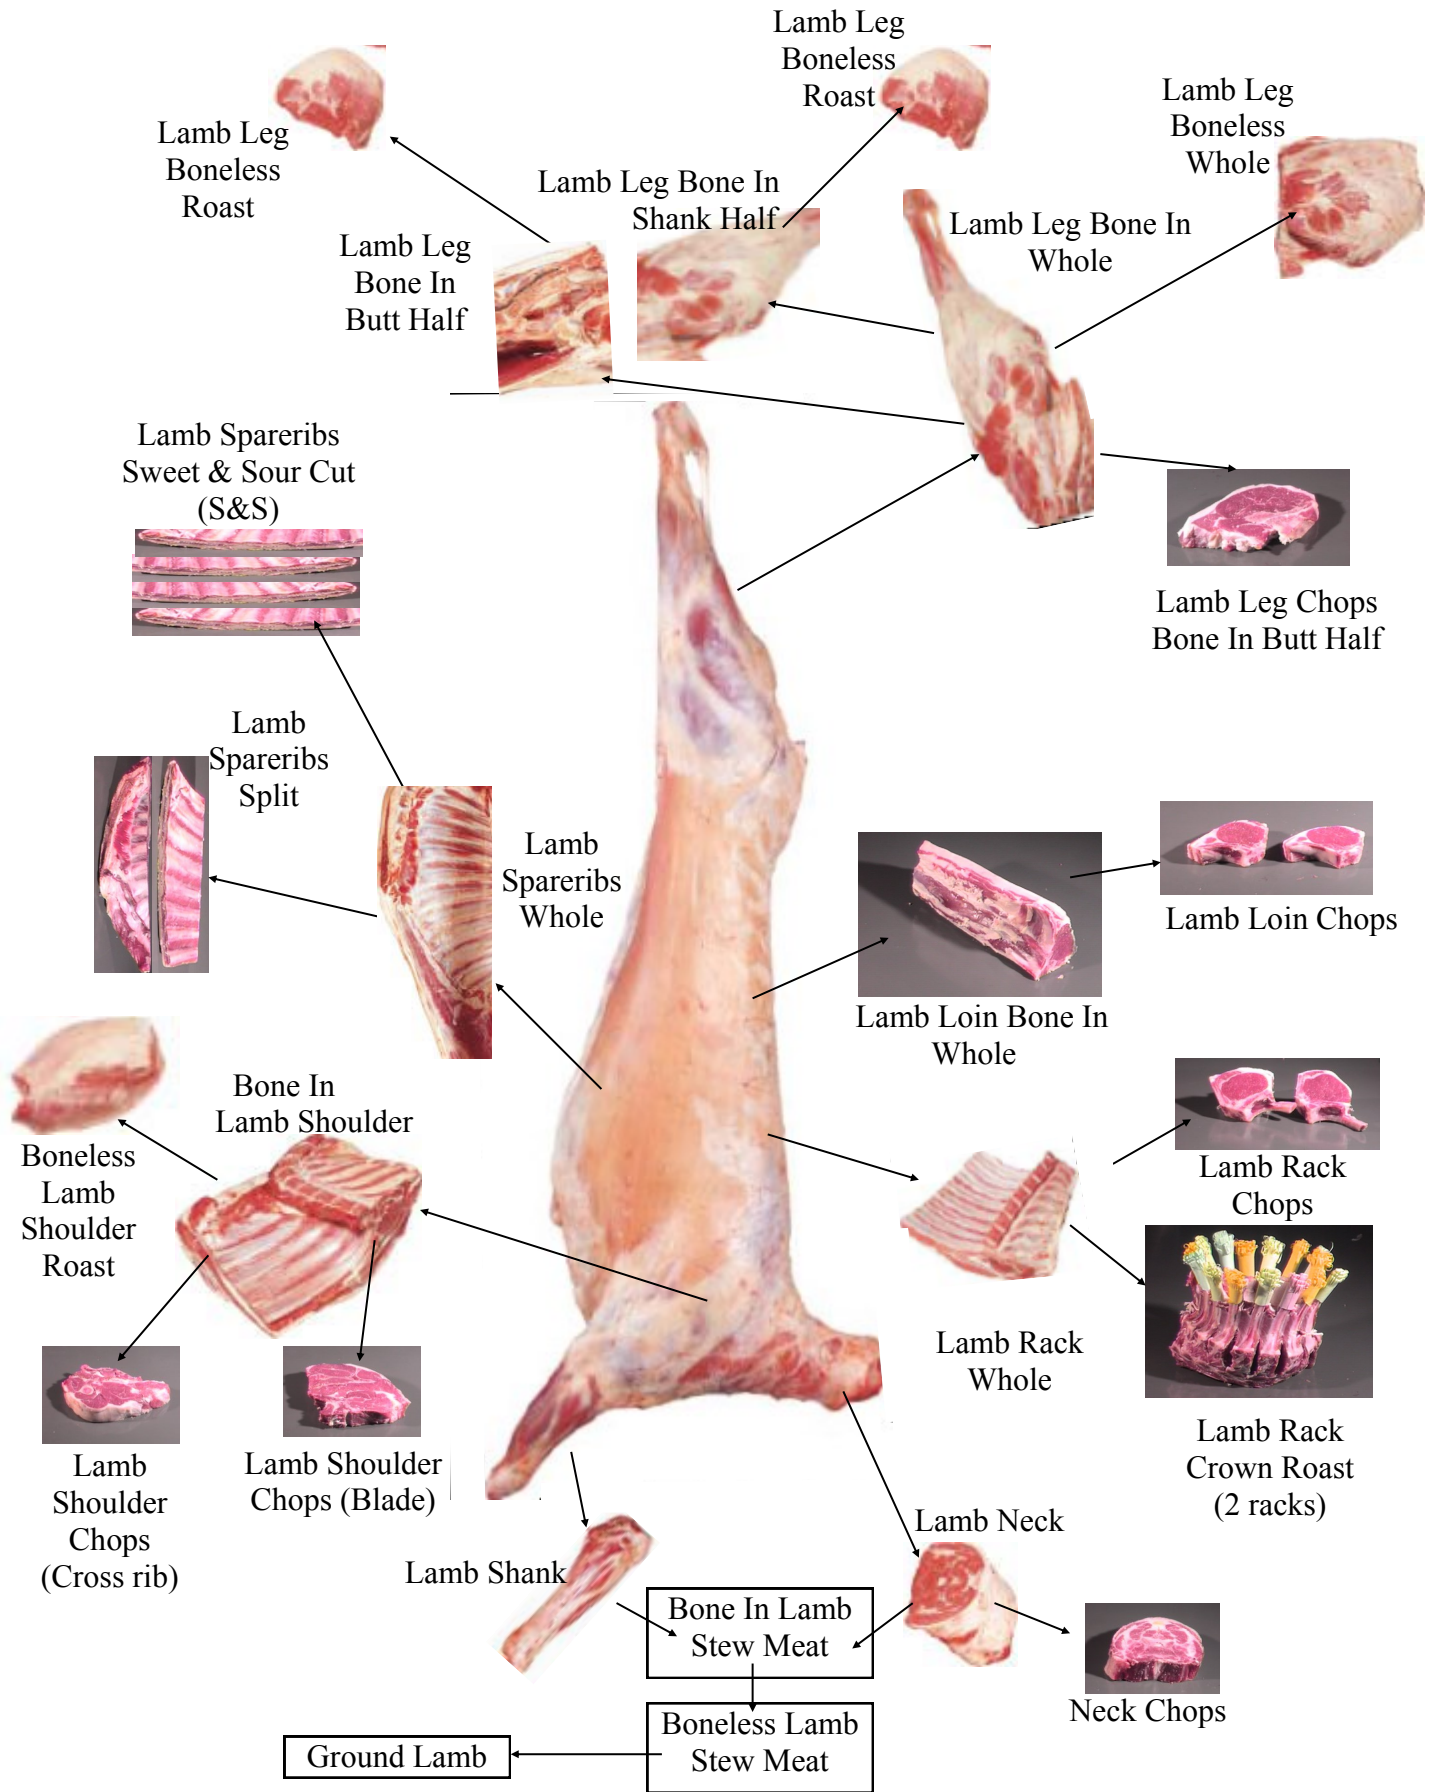 Lamb Leg
Boneless
Roast
Lamb Leg
Boneless
Whole
Lamb Leg
Boneless
Roast
Lamb Leg Bone In
Shank Half
Lamb Leg Bone In
Whole
Lamb Leg
Bone In
Butt Half
Lamb Spareribs
Sweet & Sour Cut
(S&S)
Lamb Leg Chops
Bone In Butt Half
Lamb
Spareribs
Split
Lamb
Spareribs
Whole
Lamb Loin Chops
Lamb Loin Bone In
Whole
Bone In
Lamb Shoulder
Boneless
Lamb
Shoulder
Roast
Lamb Rack
Chops
Lamb Rack
Whole
Lamb Rack
Crown Roast
(2 racks)
Lamb
Shoulder
Chops
(Cross rib)
Lamb Shoulder
Chops (Blade)
Lamb Neck
Lamb Shank
Bone In Lamb
Stew Meat
Neck Chops
Boneless Lamb
Stew Meat
Ground Lamb